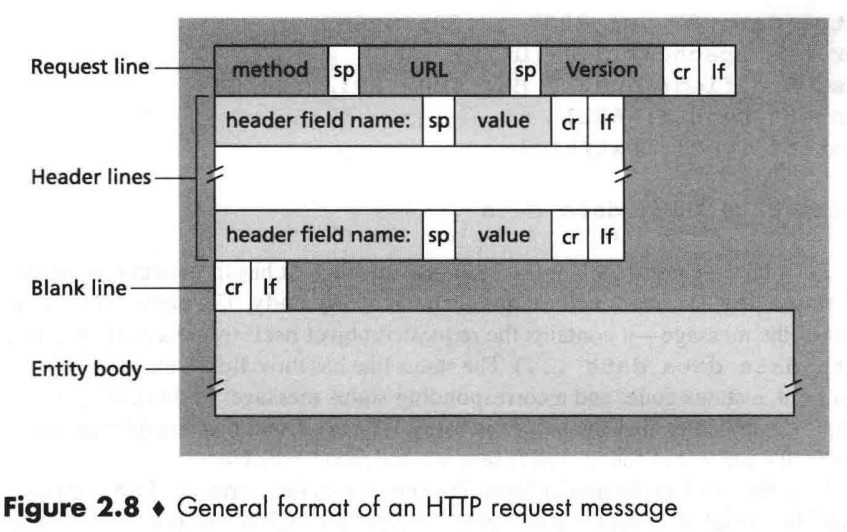 Request line
method sp URL sp Version cr lf
header field name: sp value cr lf
Header lines
header field name: sp value cr lf
Blank line
cr lf
Entity body
Figure 2.8 ♦ General format of an HTTP request message